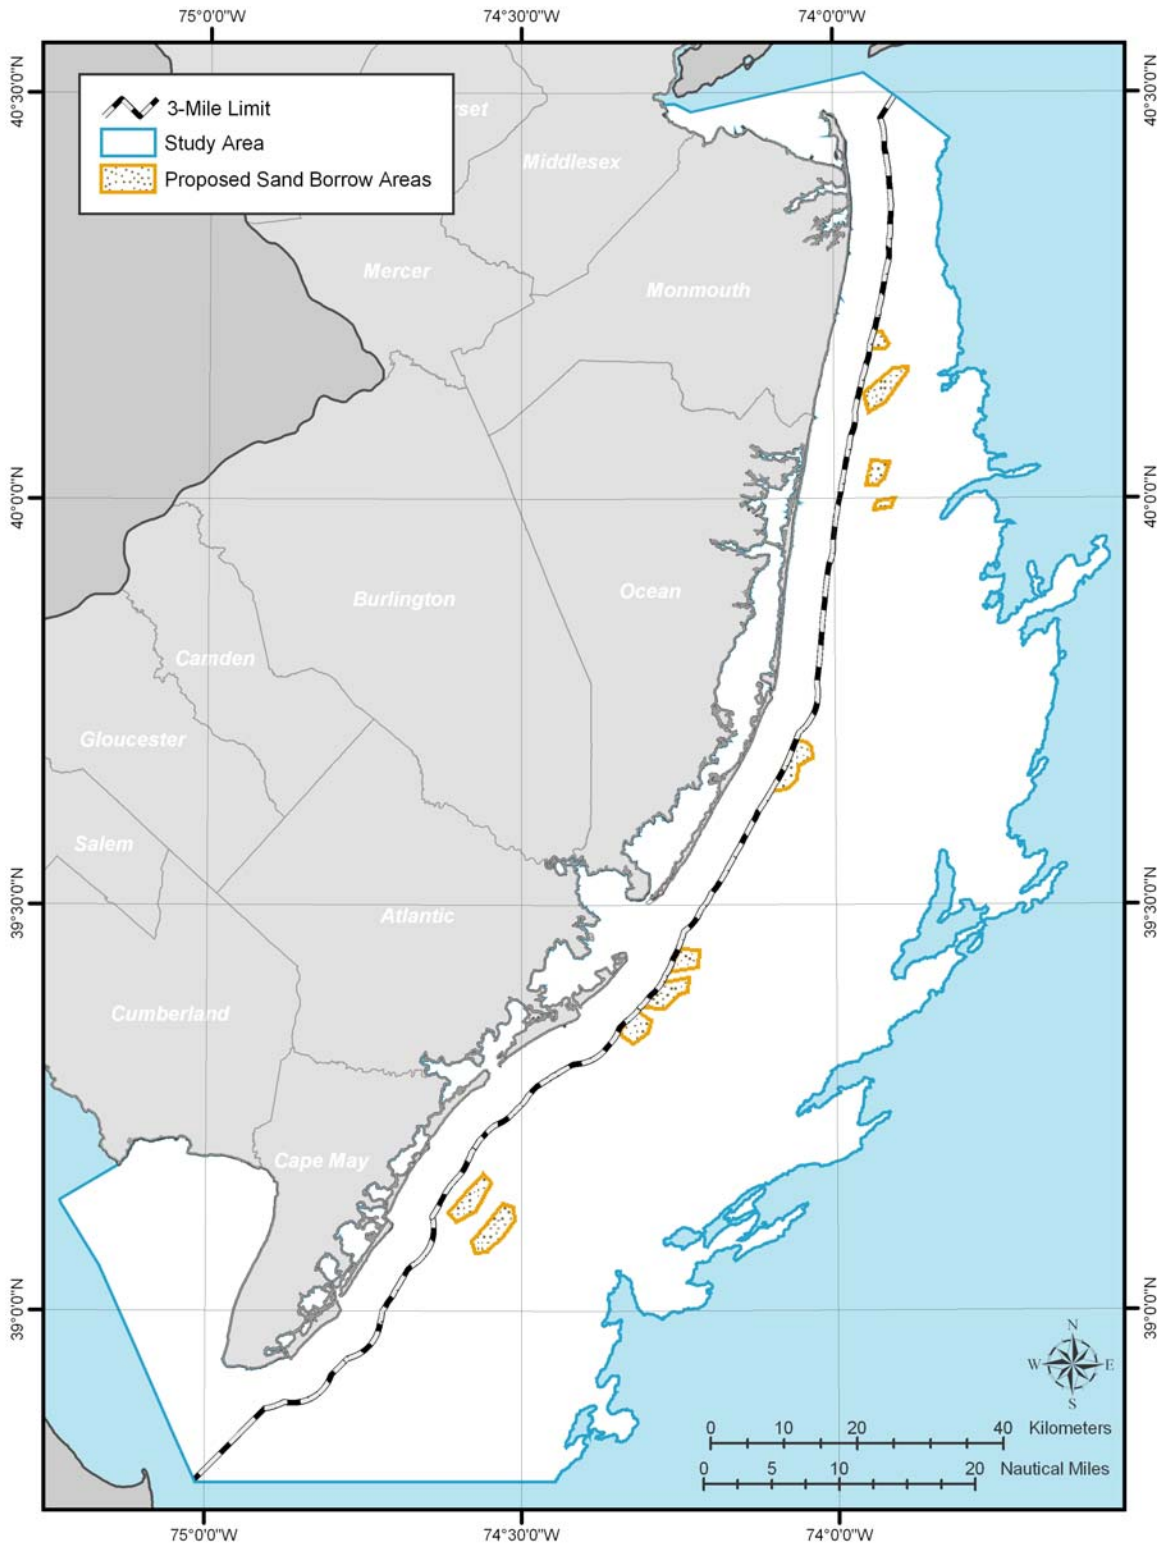 75°0'0"W 74°30'0"W 74°0'0"W
40°30'0"N 40°30'0"N
3-Mile Limit
Study Area
Proposed Sand Borrow Areas
rset
Middlesex
Mercer
Monmouth
40°0'0"N 40°0'0"N
Burlington
Ocean
Camden
Gloucester
Salem
39°30'0"N 39°30'0"N
Atlantic
Cumberland
Cape May
39°0'0"N 39°0'0"N
N
W E
S
0 10 20 40 Kilometers
0 5 10 20 Nautical Miles
75°0'0"W 74°30'0"W 74°0'0"W